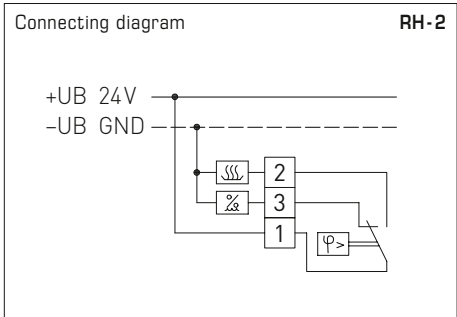 Connecting diagram RH-2
+UB 24V
–UB GND
2
3
1
φ>